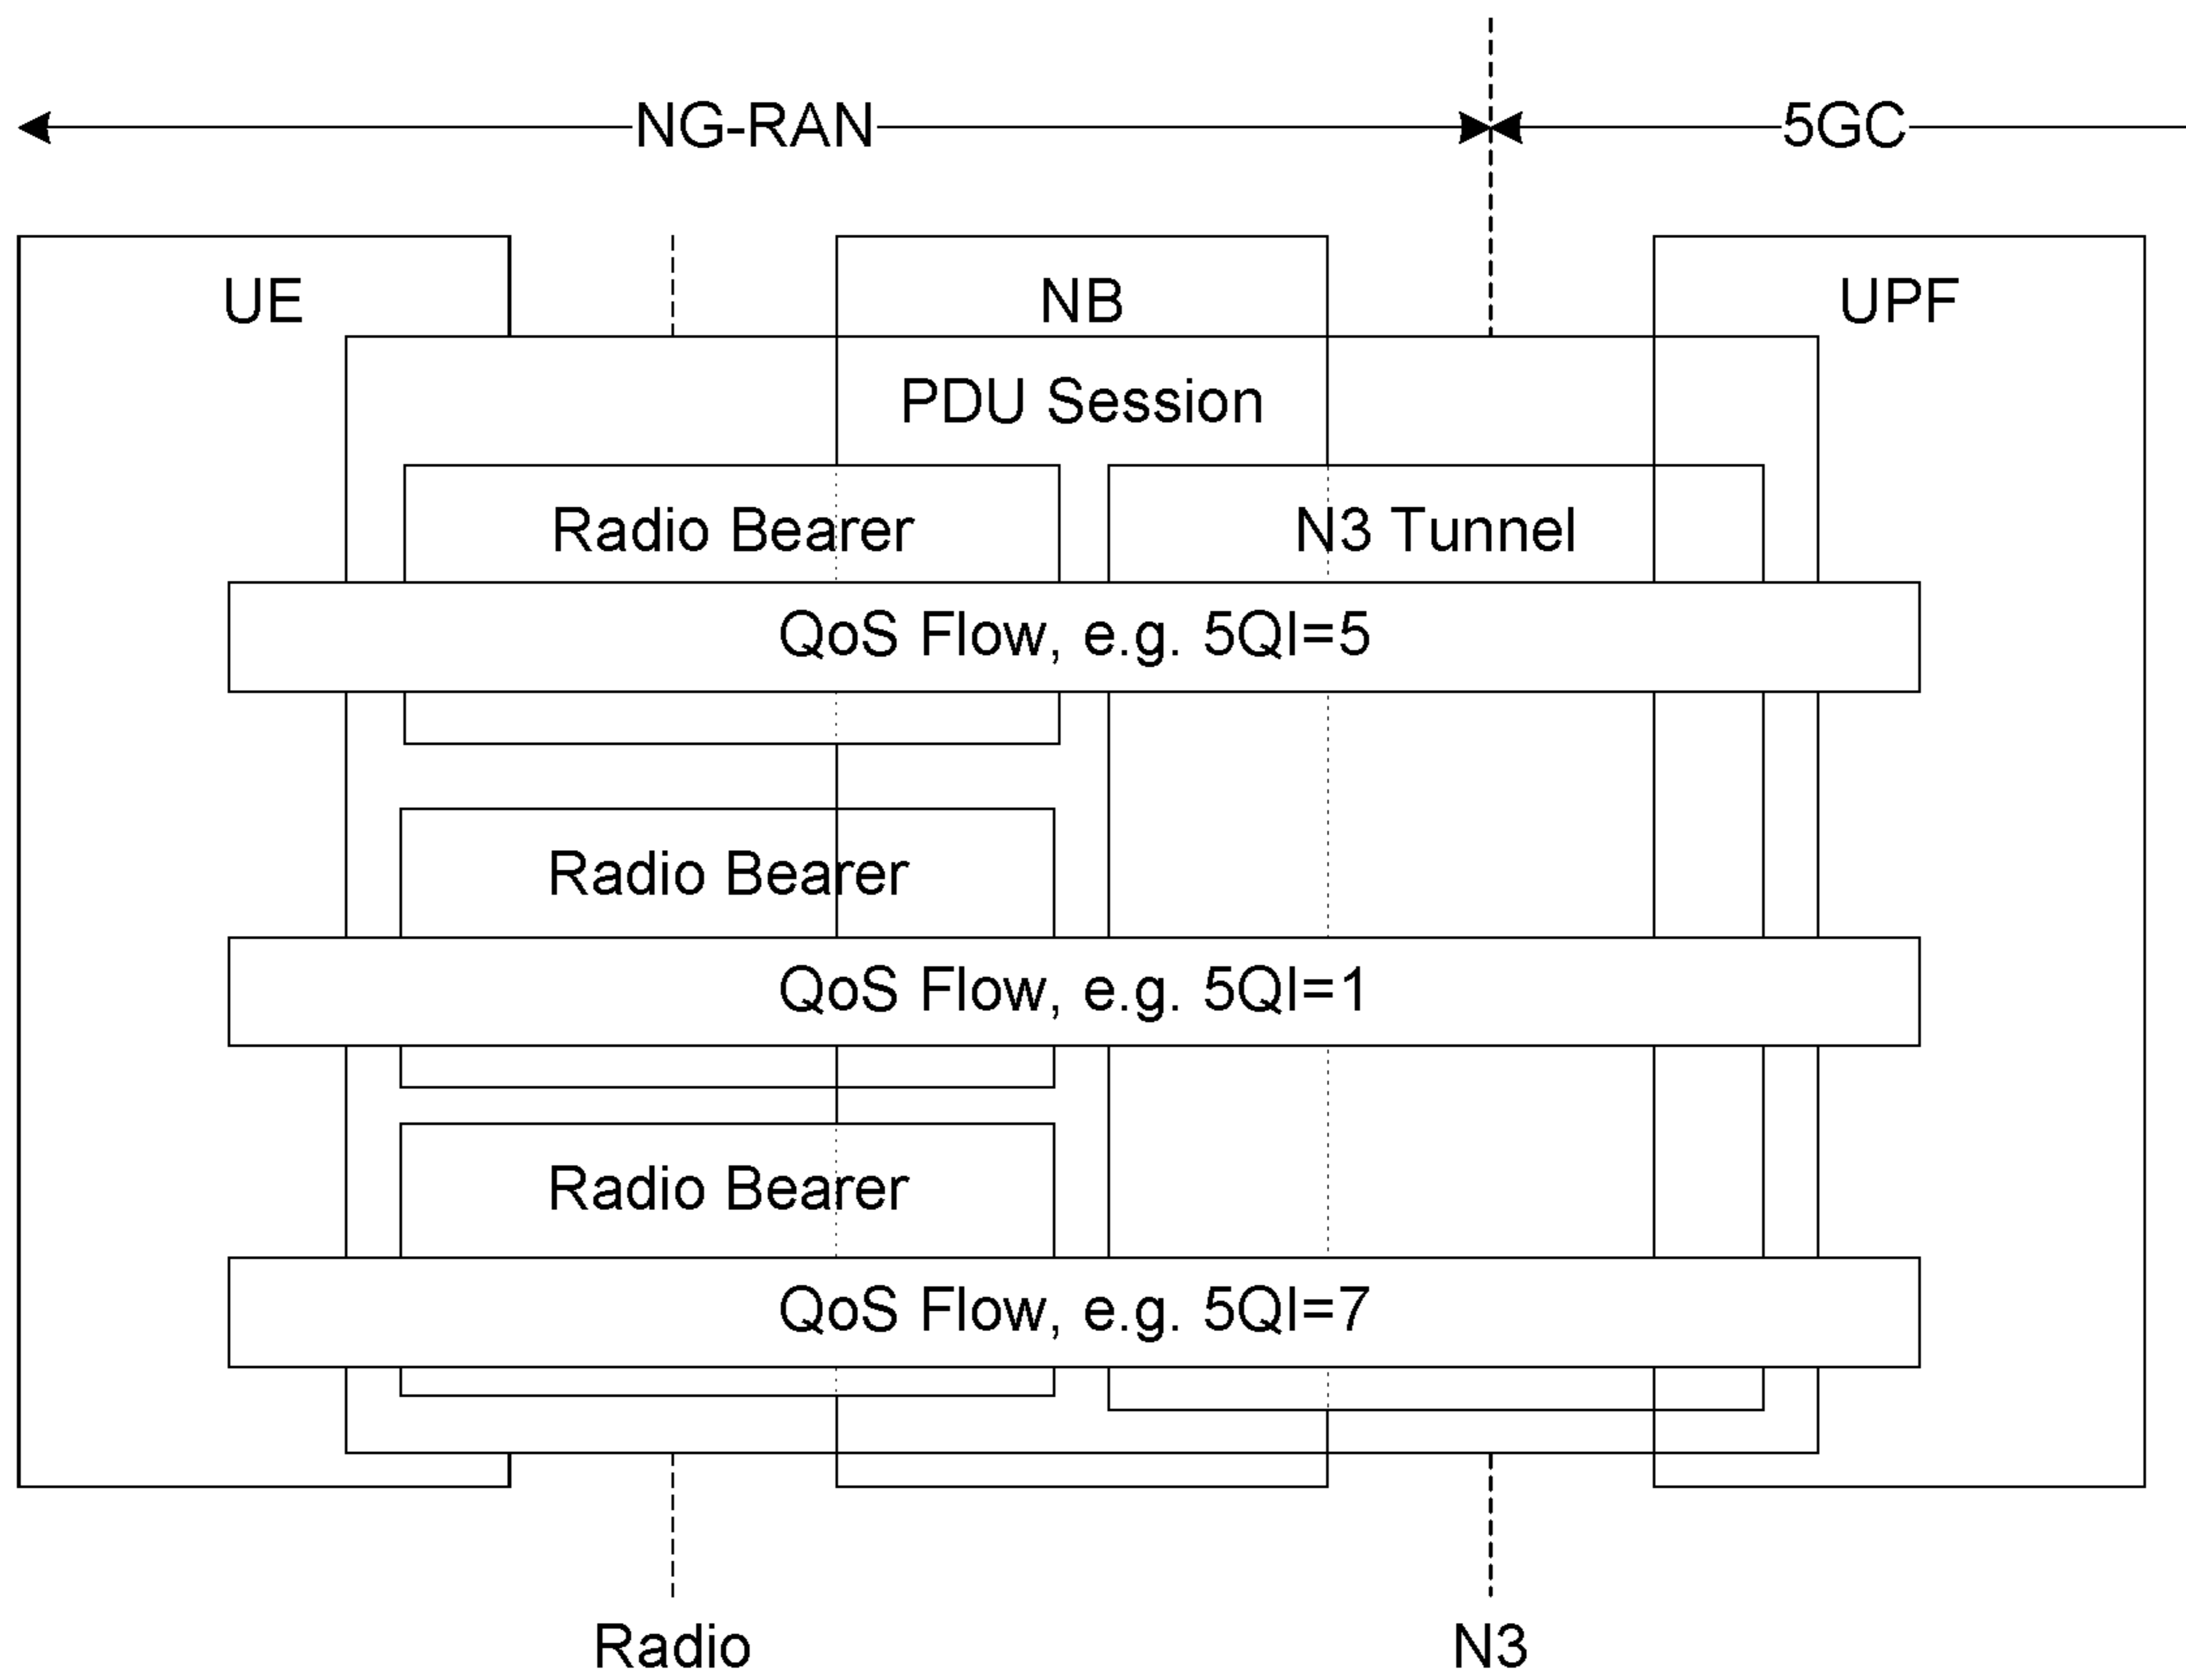 NG-RAN
5GC
UE
NB
UPF
PDU Session
Radio Bearer
N3 Tunnel
QoS Flow, e.g. 5QI=5
Radio Bearer
QoS Flow, e.g. 5QI=1
Radio Bearer
QoS Flow, e.g. 5QI=7
Radio
N3